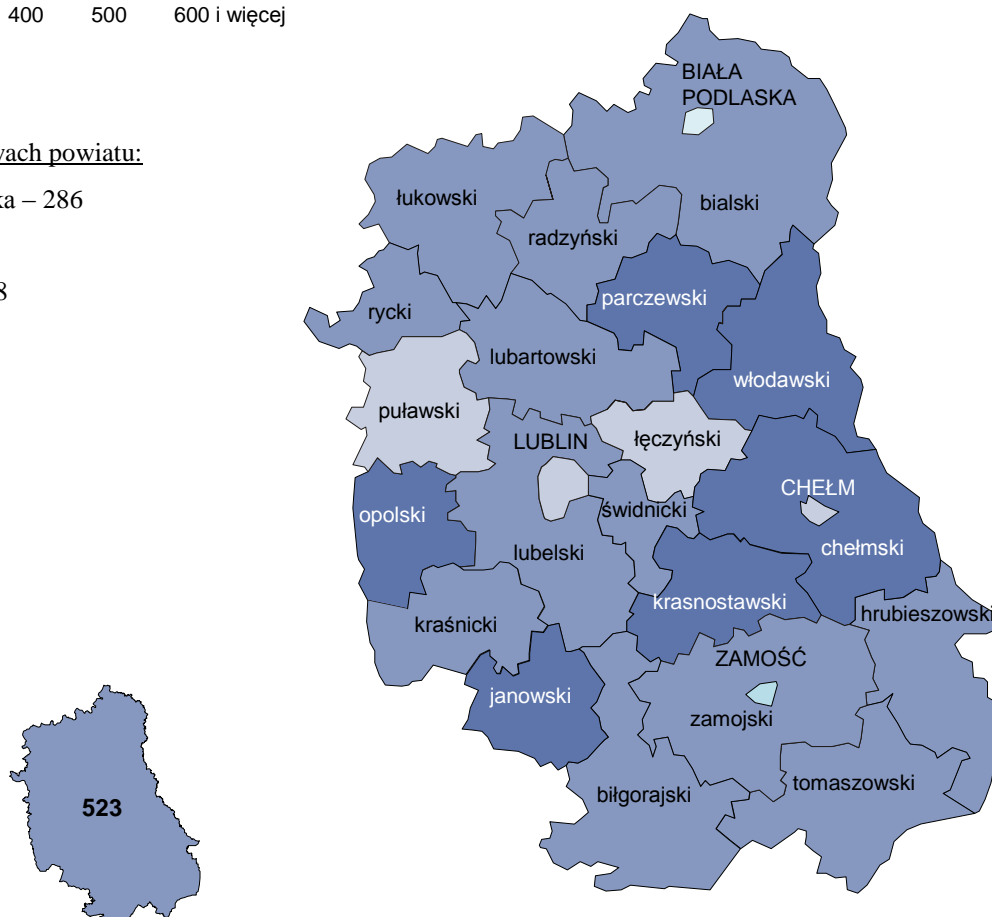 400 500 600 i więcej
wach powiatu:
ka – 286
8
BIAŁA
PODLASKA
łukowski
bialski
radzyński
parczewski
rycki
lubartowski
włodawski
puławski
LUBLIN
łęczyński
CHEŁM
opolski
świdnicki
chełmski
lubelski
krasnostawski
hrubieszowski
kraśnicki
ZAMOŚĆ
janowski
zamojski
tomaszowski
biłgorajski
523